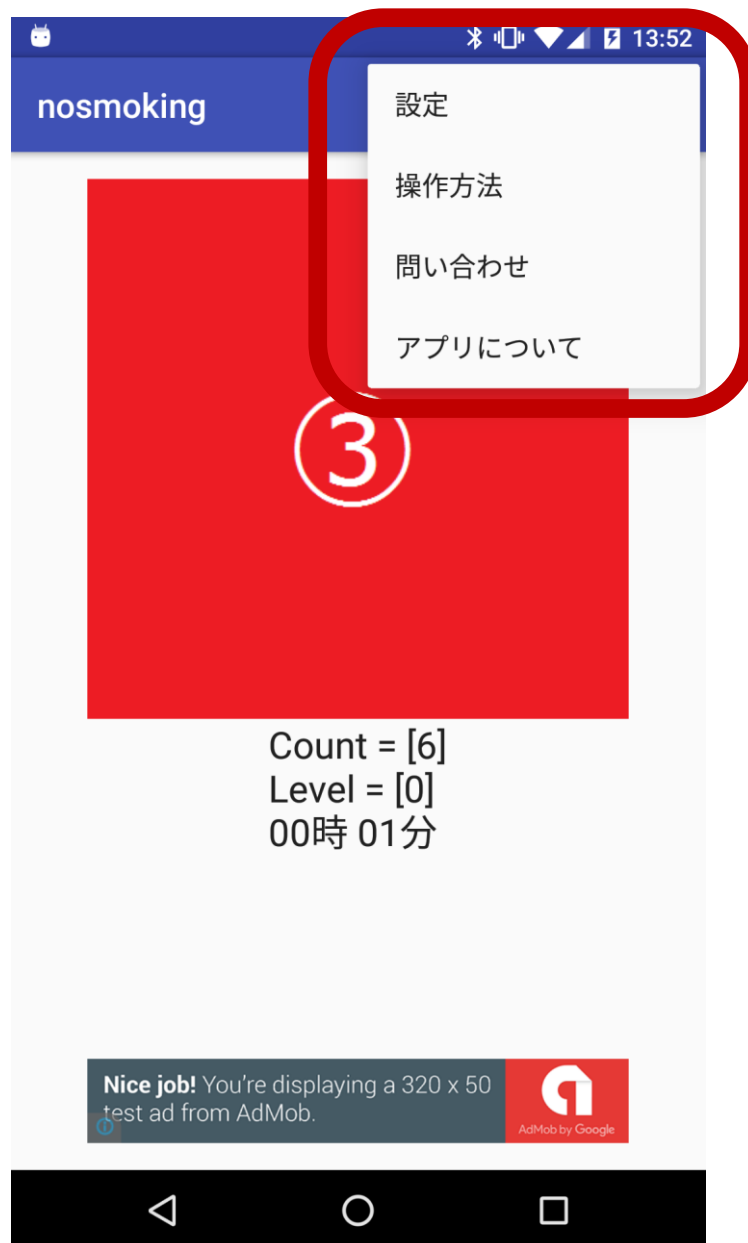 13:52
nosmoking
設定
操作方法
問い合わせ
アプリについて
③
Count = [6]
Level = [0]
00時 01分
Nice job! You're displaying a 320 x 50
test ad from AdMob.
AdMob by Google